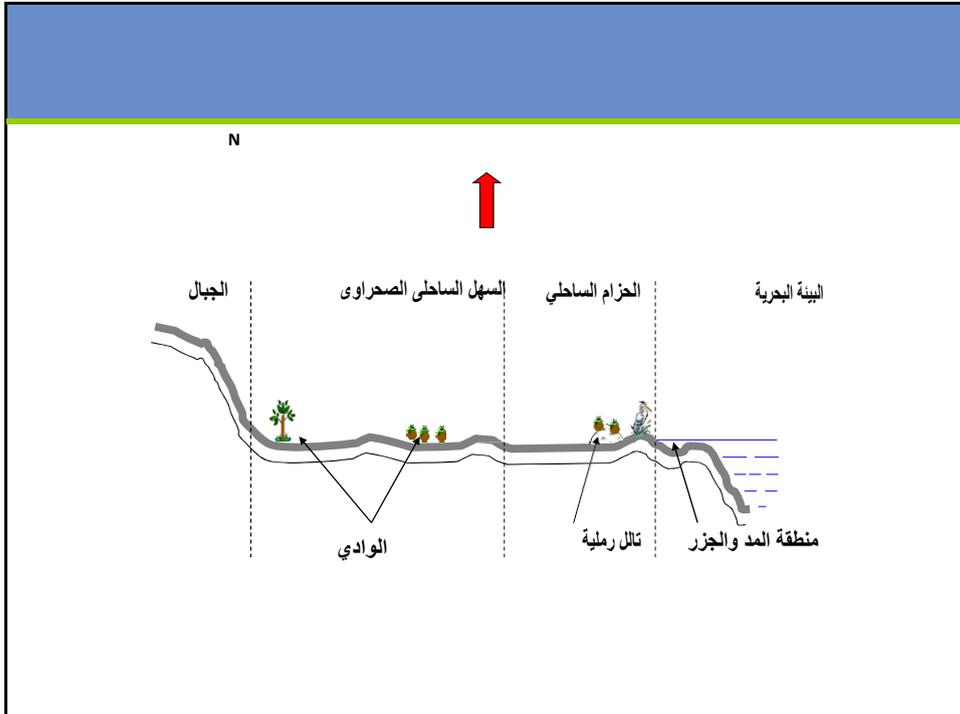 N
البيئة البحرية
الحزام الساحلي
السهل الساحلى الصحراوى
الجبال
منطقة المد والجزر
تالل رملية
الوادي